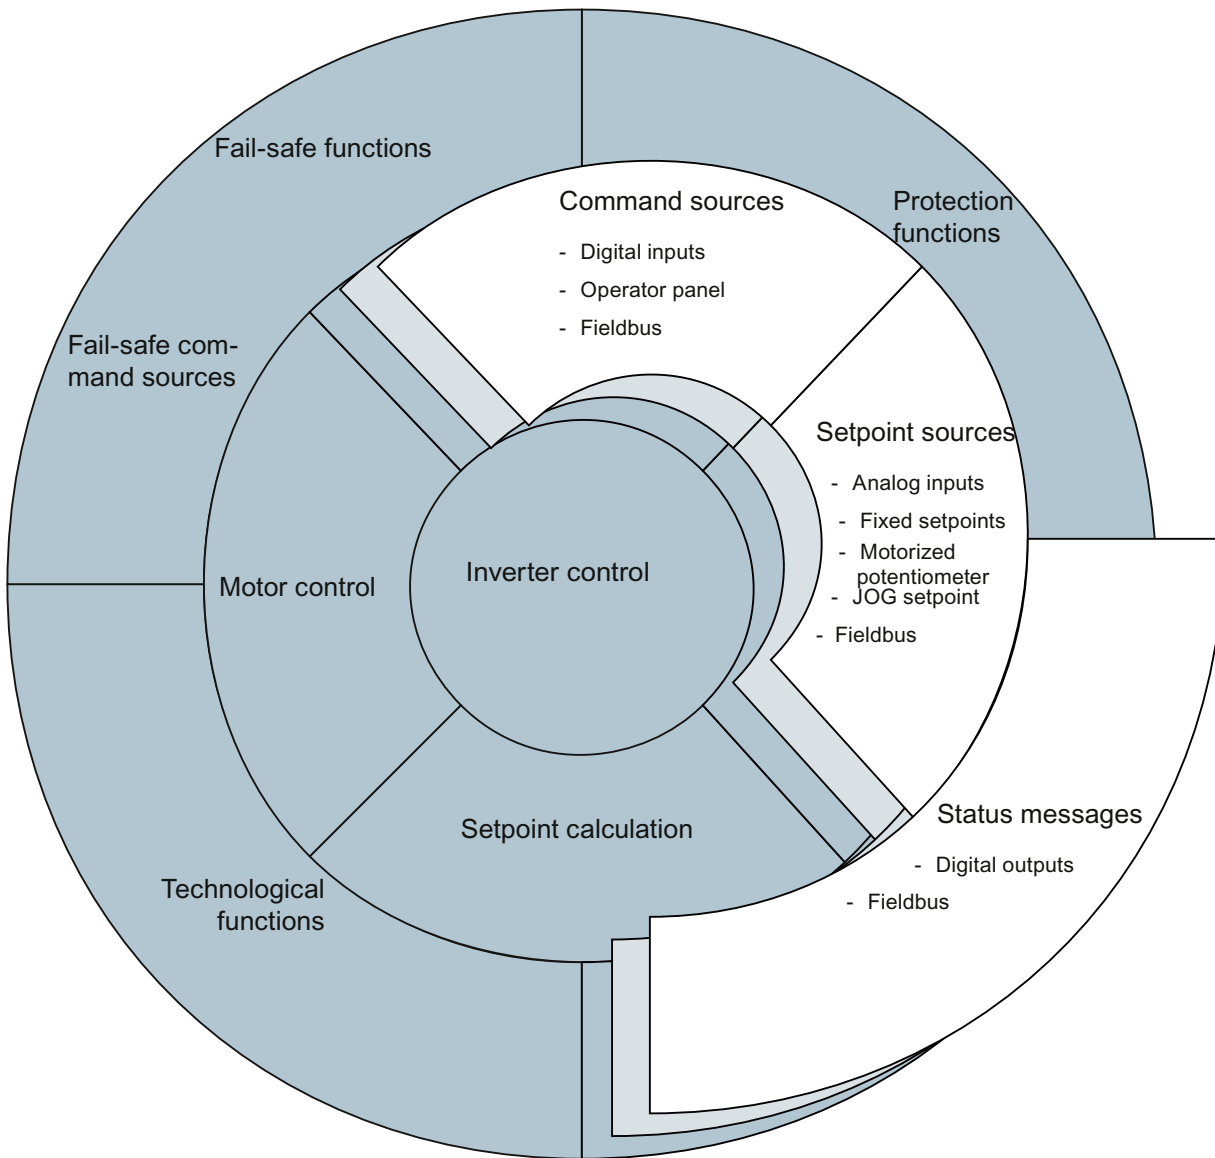 Fail-safe functions
Fail-safe com-
mand sources
Command sources
- Digital inputs
- Operator panel
- Fieldbus
Protection
functions
Setpoint sources
- Analog inputs
- Fixed setpoints
- Motorized
potentiometer
- JOG setpoint
- Fieldbus
Motor control
Inverter control
Setpoint calculation
Technological
functions
Status messages
- Digital outputs
- Fieldbus